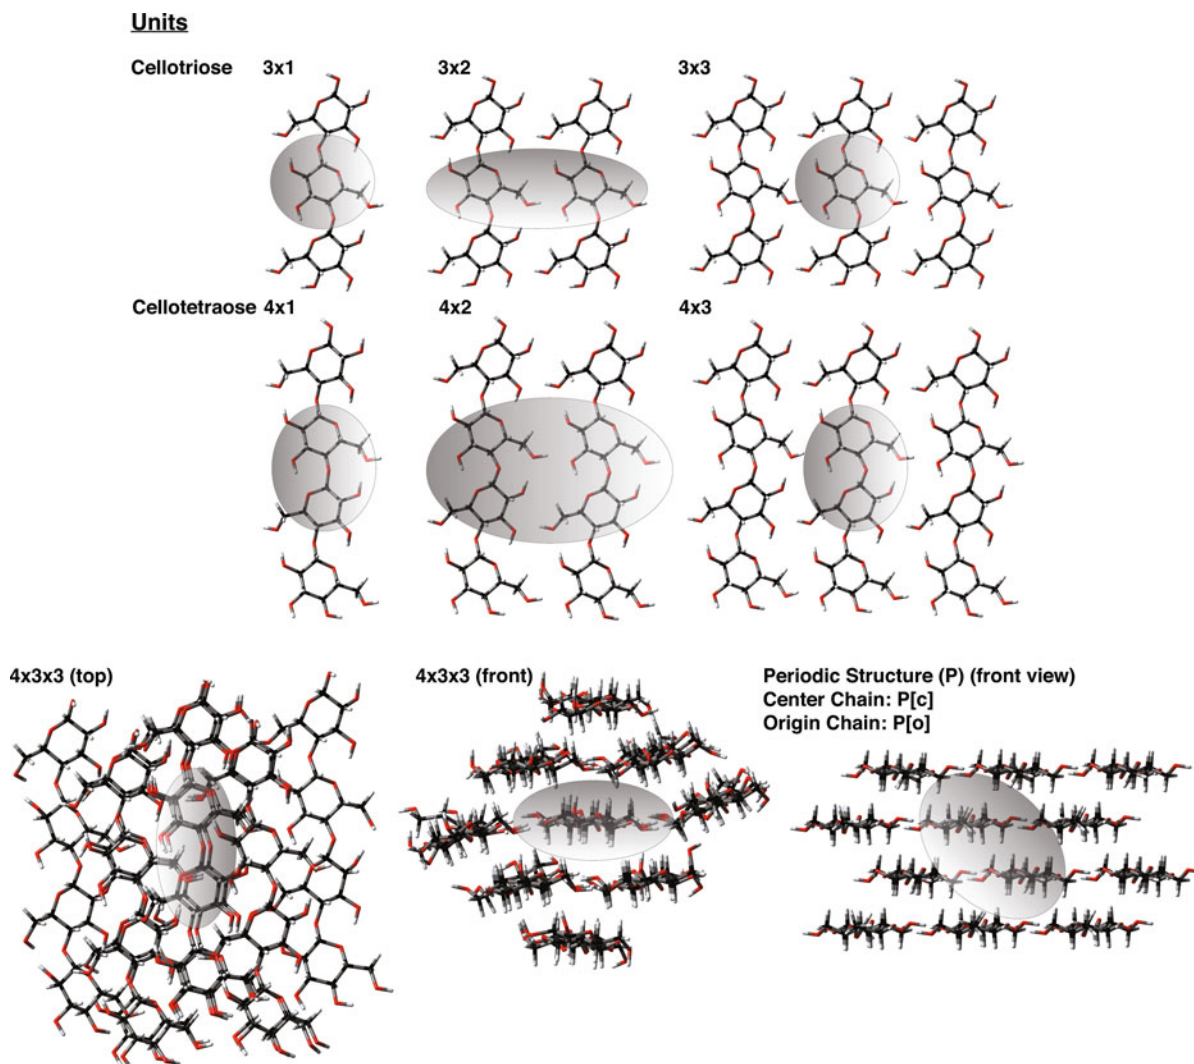 Units
Cellotriose 3x1 3x2 3x3
Cellotetraose 4x1 4x2 4x3
4x3x3 (top) 4x3x3 (front) Periodic Structure (P) (front view)
Center Chain: P[c]
Origin Chain: P[o]